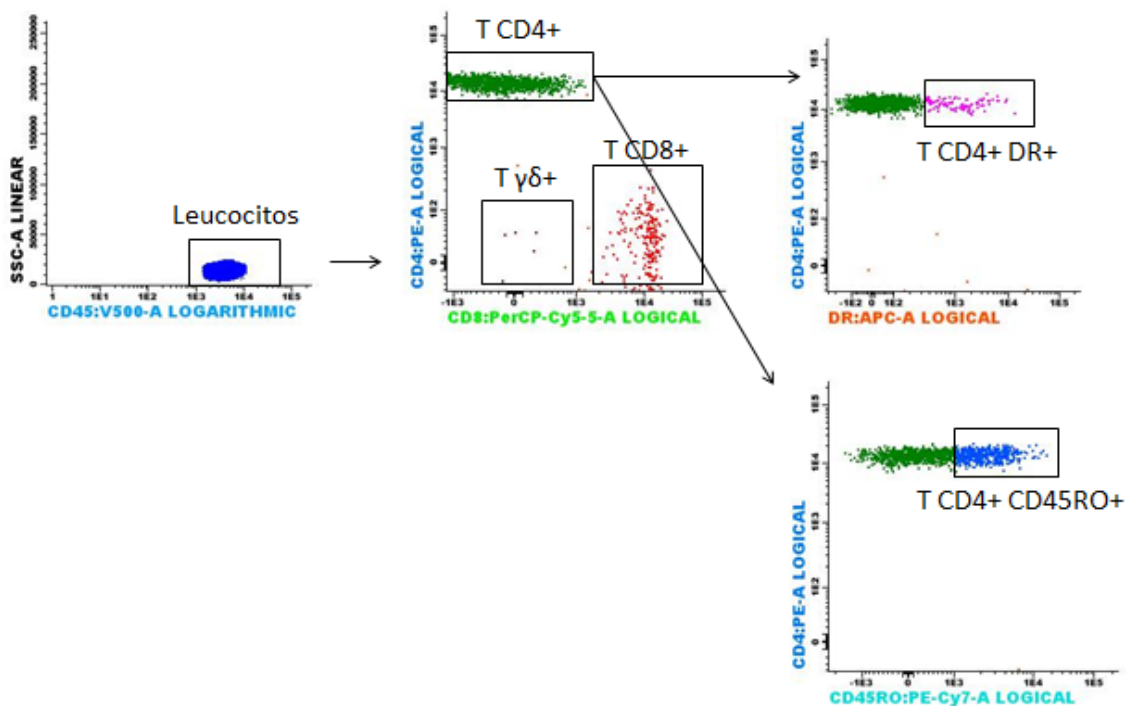 Leucocitos
SSC-A LINEAR
250000
200000
150000
100000
50000
0
1
1E1
1E2
1E3
1E4
1E5
CD45:V500-A LOGARITHMIC
T CD4+
T CD8+
T γδ+
CD4:PE-A LOGICAL
1E5
1E4
1E3
1E2
0
-1E3
0
1E3
1E4
1E5
CD8:PerCP-Cy5-5-A LOGICAL
T CD4+ DR+
CD4:PE-A LOGICAL
1E5
1E4
1E3
1E2
0
-1E2
0
1E2
1E3
1E4
1E5
DR:APC-A LOGICAL
T CD4+ CD45RO+
CD4:PE-A LOGICAL
1E5
1E4
1E3
1E2
0
-1E3
0
1E3
1E4
1E5
CD45RO:PE-Cy7-A LOGICAL